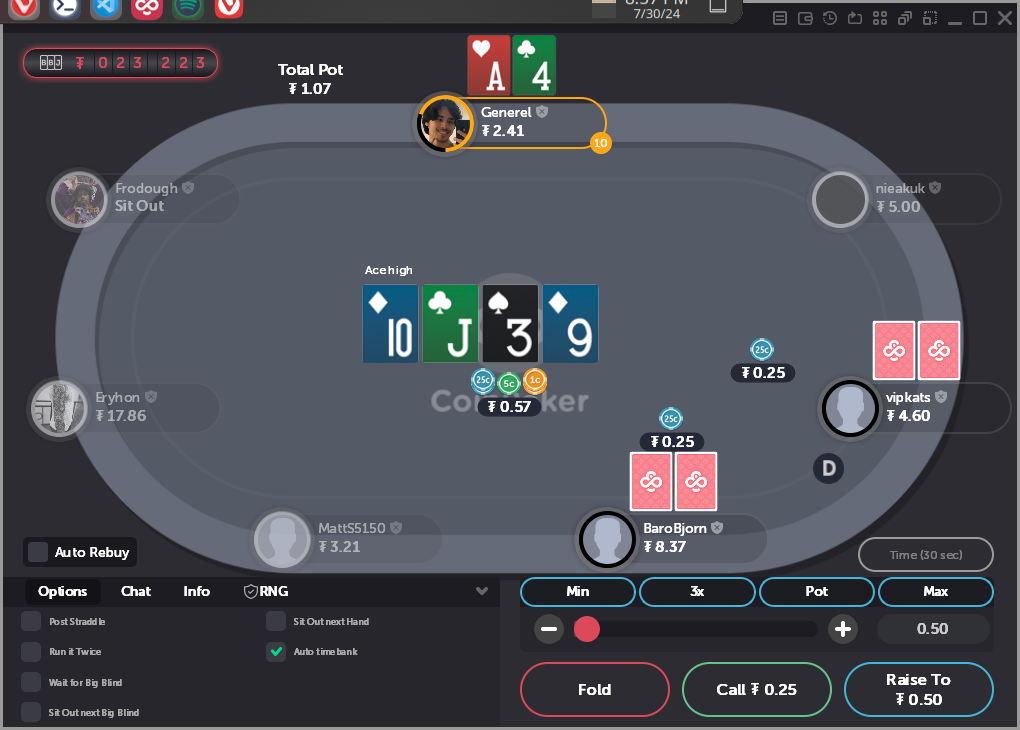 7/30/24
BBJ ₮ 0 2 3 2 2 3
Total Pot
₮ 1.07
A 4
Generel
₮ 2.41
10
Frodough
Sit Out
nieakuk
₮ 5.00
Ace high
10 J 3 9
25c 5c 1c
₮ 0.57
25c
₮ 0.25
25c
₮ 0.25
Eryhon
₮ 17.86
vipkats
₮ 4.60
D
MattS5150
₮ 3.21
BaroBjorn
₮ 8.37
Auto Rebuy
Time (30 sec)
Options Chat Info RNG
Min 3x Pot Max
Post Straddle
Sit Out next Hand
0.50
Run it Twice
Auto timebank
Wait for Big Blind
Sit Out next Big Blind
Fold
Call ₮ 0.25
Raise To
₮ 0.50